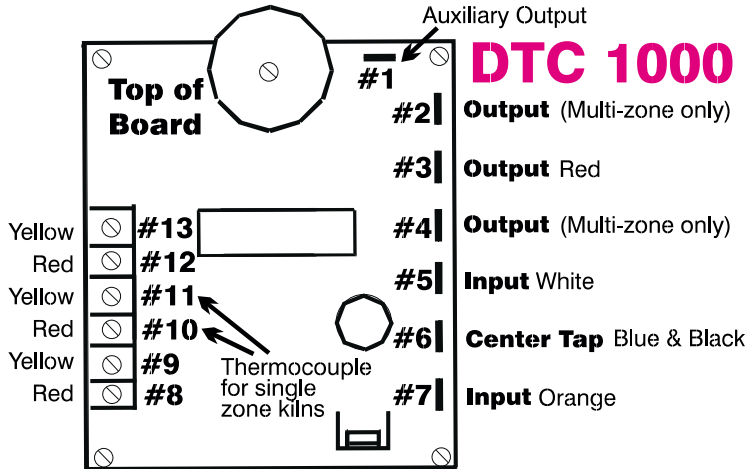 Auxiliary Output
DTC 1000
Top of
Board
#1
#2 Output (Multi-zone only)
#3 Output Red
#4 Output (Multi-zone only)
#5 Input White
#6 Center Tap Blue & Black
#7 Input Orange
Yellow #13
Red #12
Yellow #11
Red #10
Yellow #9
Red #8
Thermocouple
for single
zone kilns